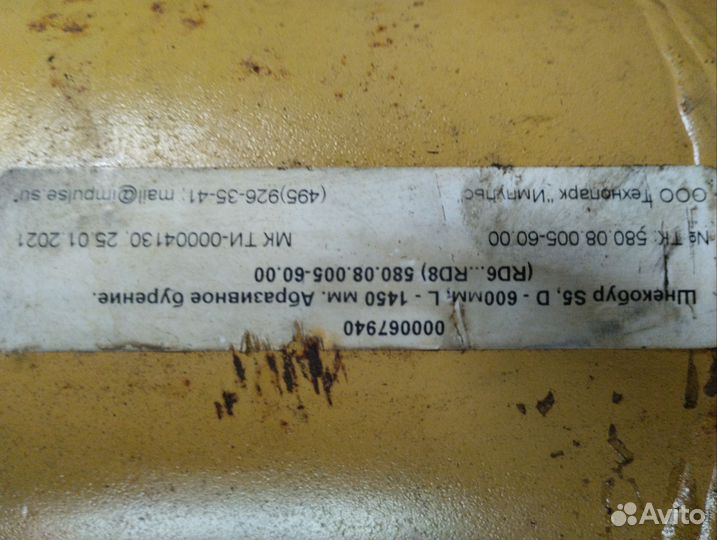 000067940
Шнекобур S5, D - 600мм, L - 1450 мм. Абразивное бурение.
(RD6...RD8) 580.08.005-60.00
№ ТК: 580.08.005-60.00 МК ТИ-00004130. 25.01.2021
ООО "Технопарк "Импульс" (495)926-35-41; mail@impulse.su
Avito